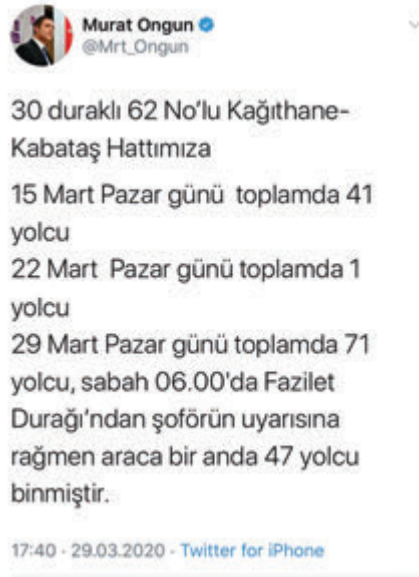 Murat Ongun
@Mrt_Ongun
30 duraklı 62 No'lu Kağıthane-
Kabataş Hattımıza
15 Mart Pazar günü toplamda 41
yolcu
22 Mart Pazar günü toplamda 1
yolcu
29 Mart Pazar günü toplamda 71
yolcu, sabah 06.00'da Fazilet
Durağı'ndan şoförün uyarısına
rağmen araca bir anda 47 yolcu
binmiştir.
17:40 · 29.03.2020 · Twitter for iPhone